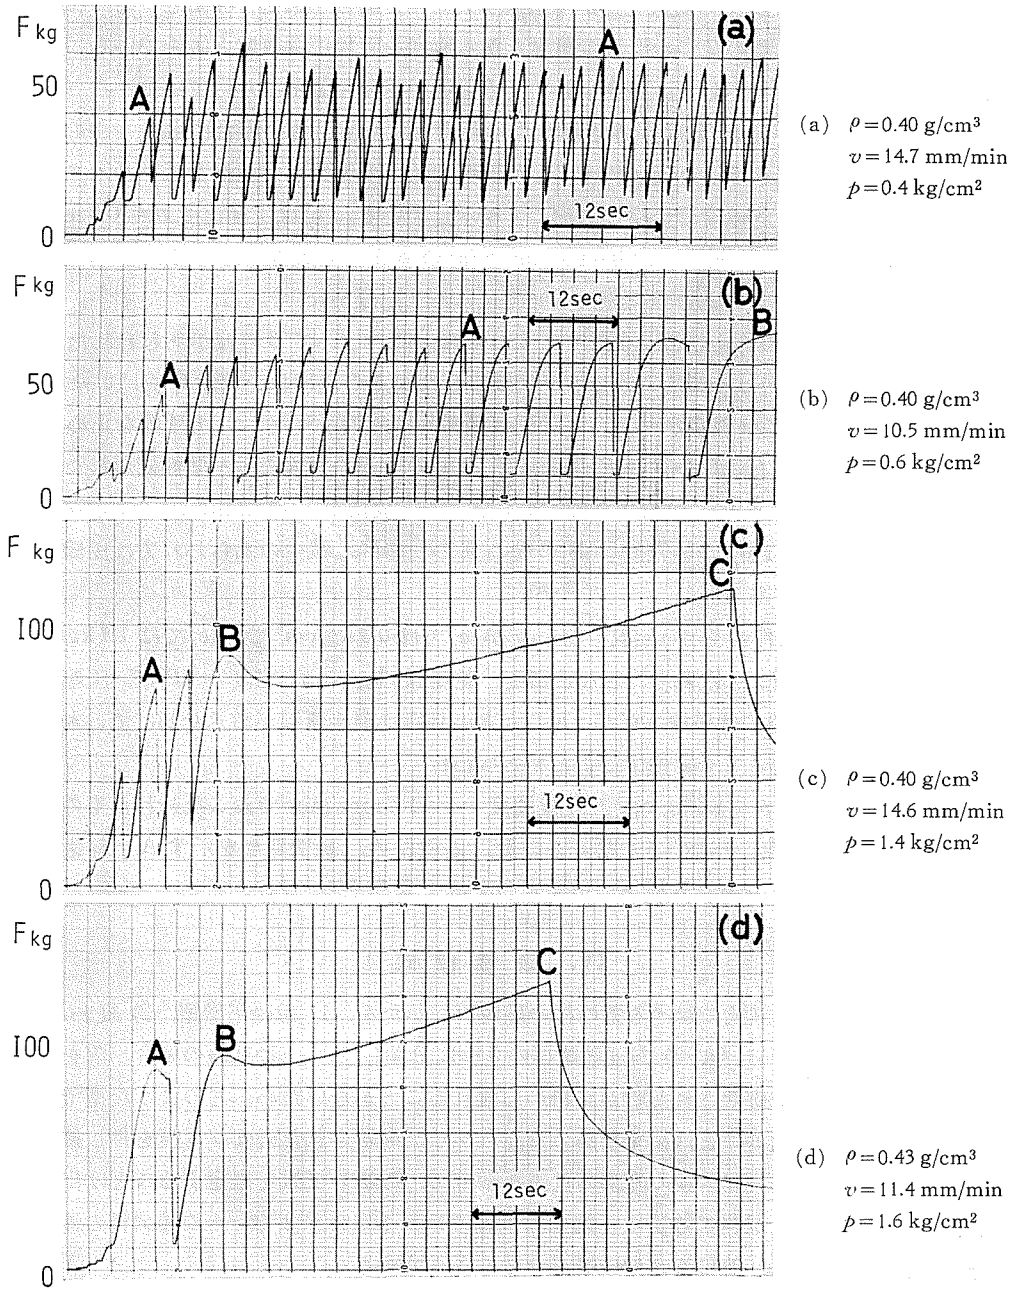 (a)
F kg
A
A
50
12sec
0
(a) ρ=0.40 g/cm³
v=14.7 mm/min
p=0.4 kg/cm²
(b)
F kg
12sec
B
A
A
50
0
(b) ρ=0.40 g/cm³
v=10.5 mm/min
p=0.6 kg/cm²
(c)
F kg
C
100
B
A
12sec
0
(c) ρ=0.40 g/cm³
v=14.6 mm/min
p=1.4 kg/cm²
(d)
F kg
C
100
A
B
12sec
0
(d) ρ=0.43 g/cm³
v=11.4 mm/min
p=1.6 kg/cm²